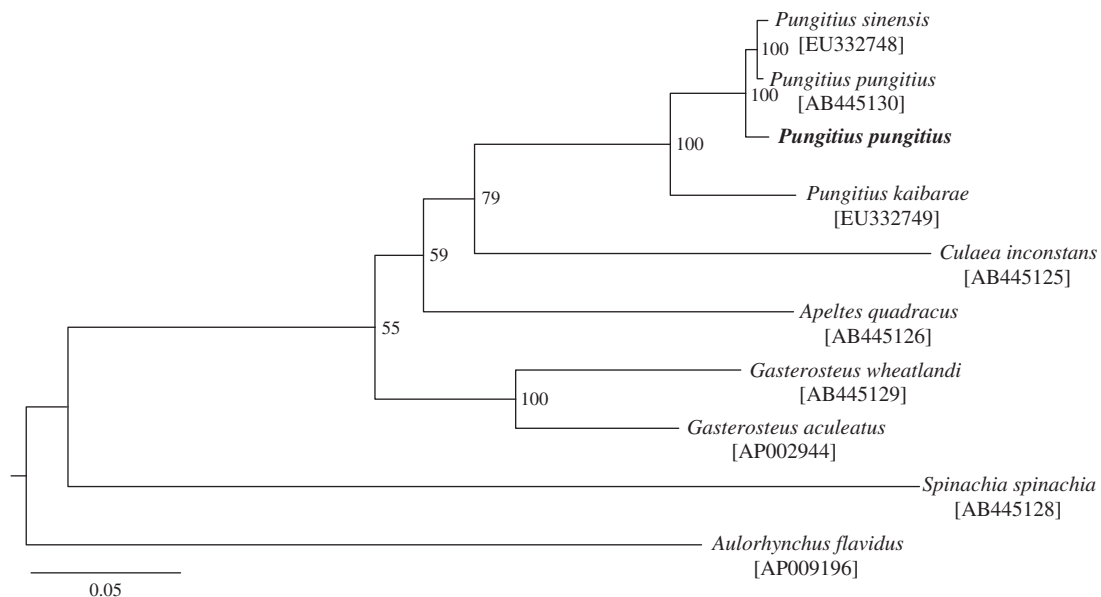 Pungitius sinensis
100
[EU332748]
Pungitius pungitius
100
[AB445130]
Pungitius pungitius
100
Pungitius kaibarae
[EU332749]
79
Culaea inconstans
[AB445125]
59
Apeltes quadracus
[AB445126]
55
Gasterosteus wheatlandi
[AB445129]
100
Gasterosteus aculeatus
[AP002944]
Spinachia spinachia
[AB445128]
Aulorhynchus flavidus
[AP009196]
0.05